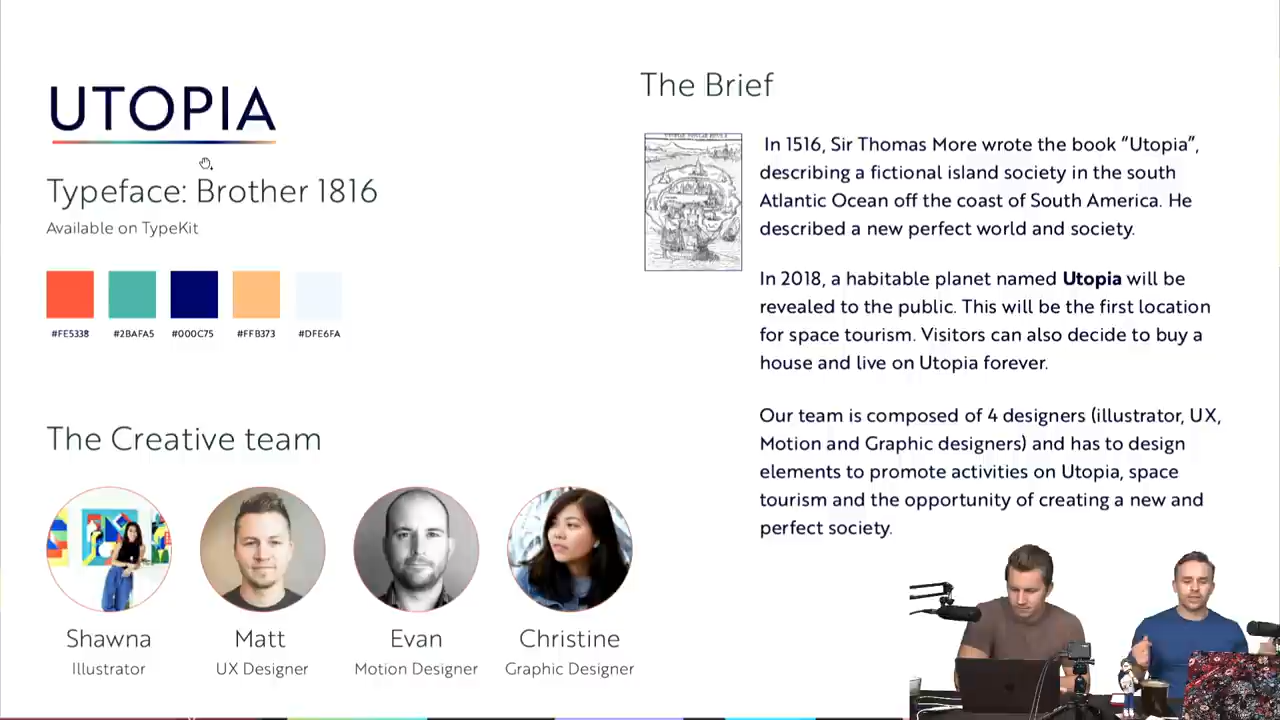 UTOPIA
Typeface: Brother 1816
Available on TypeKit
#FE5338
#2BAFA5
#000C75
#FFB373
#DFE6FA
The Creative team
Shawna
Illustrator
Matt
UX Designer
Evan
Motion Designer
Christine
Graphic Designer
The Brief
In 1516, Sir Thomas More wrote the book “Utopia”,
describing a fictional island society in the south
Atlantic Ocean off the coast of South America. He
described a new perfect world and society.
In 2018, a habitable planet named Utopia will be
revealed to the public. This will be the first location
for space tourism. Visitors can also decide to buy a
house and live on Utopia forever.
Our team is composed of 4 designers (illustrator, UX,
Motion and Graphic designers) and has to design
elements to promote activities on Utopia, space
tourism and the opportunity of creating a new and
perfect society.